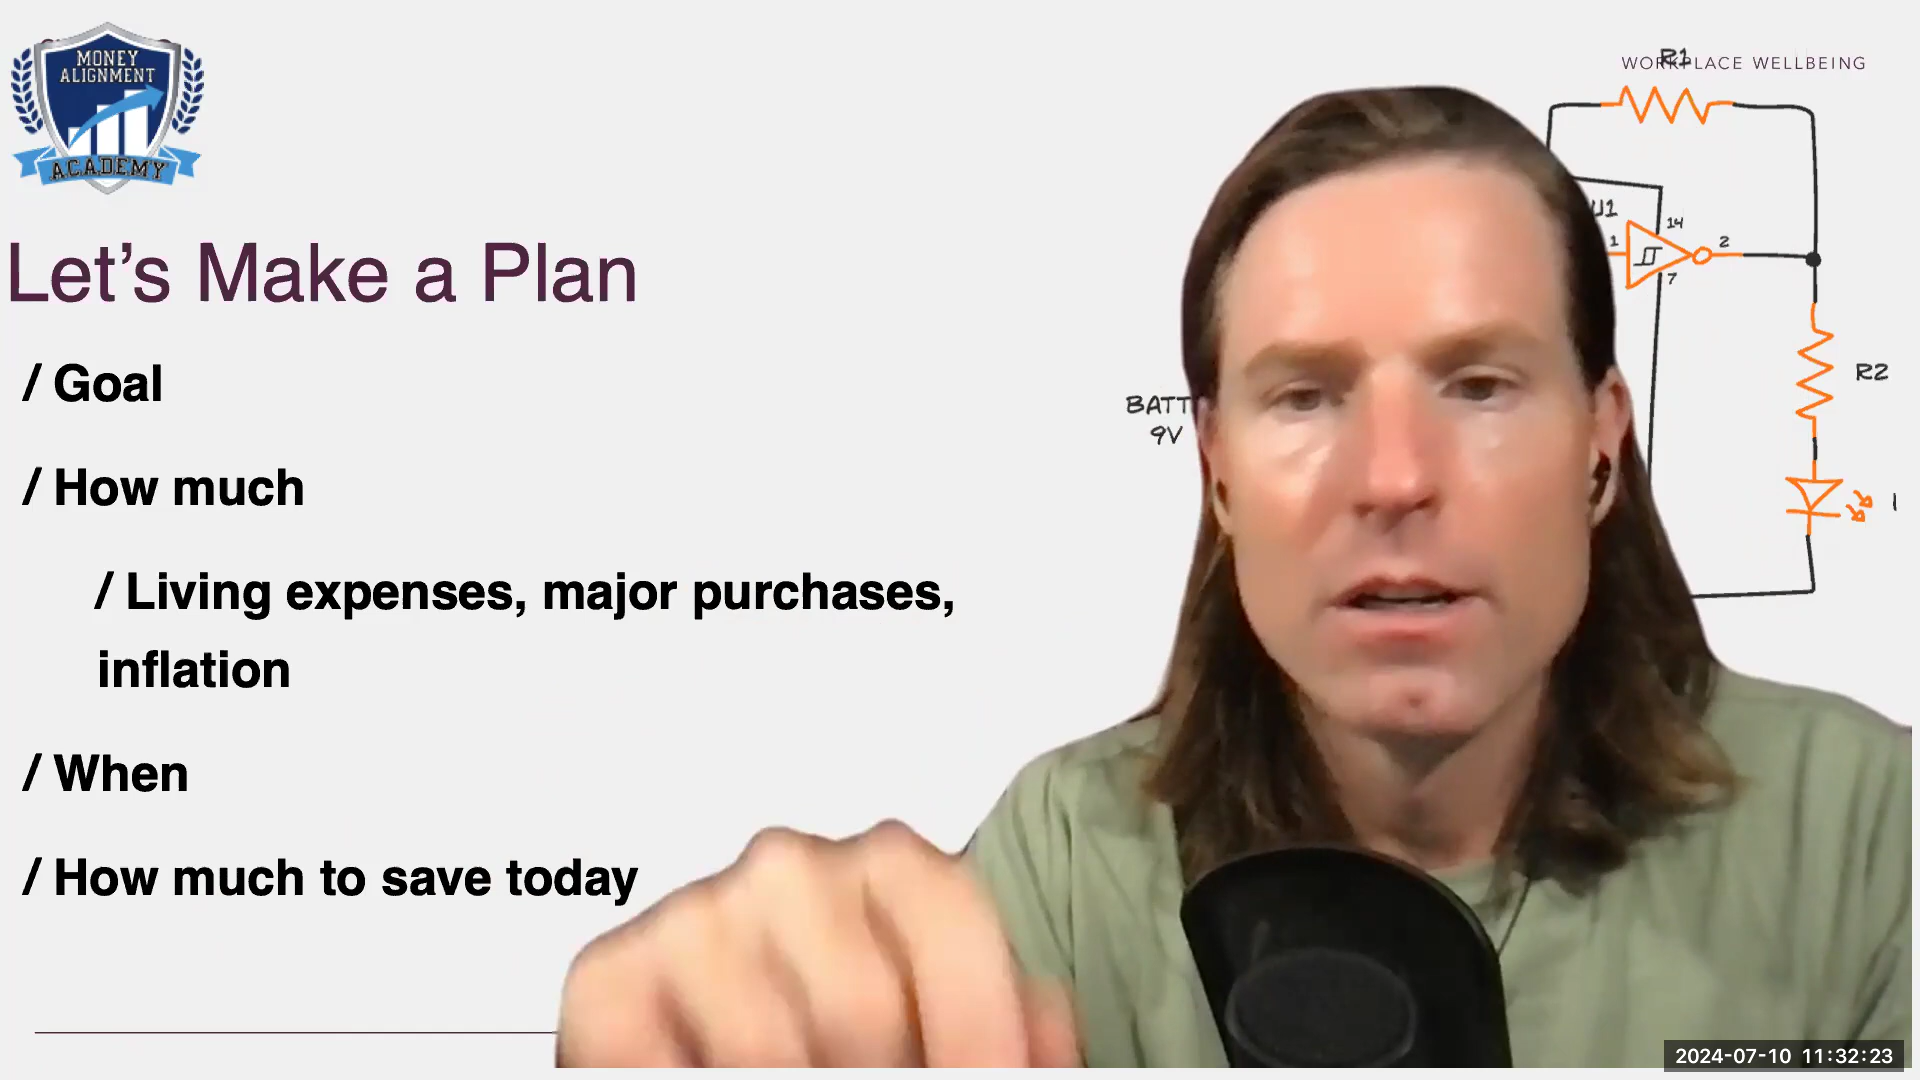 MONEY
ALIGNMENT
ACADEMY
WORKPLACE WELLBEING
R1
Let’s Make a Plan
/ Goal
/ How much
/ Living expenses, major purchases,
inflation
/ When
/ How much to save today
U1
14
1
2
7
R2
BATT
9V
2024-07-10 11:32:23